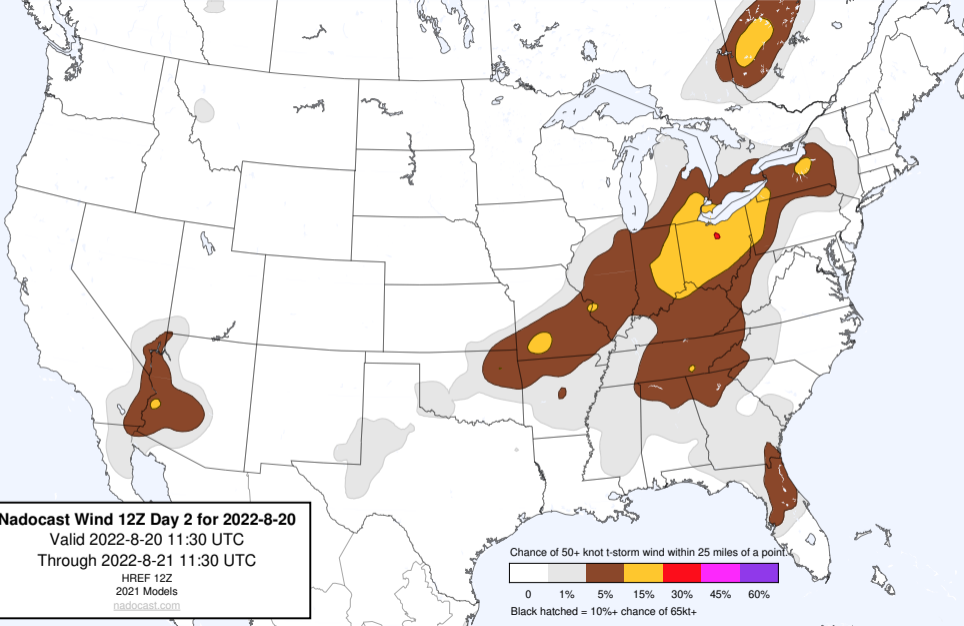 Nadocast Wind 12Z Day 2 for 2022-8-20
Valid 2022-8-20 11:30 UTC
Through 2022-8-21 11:30 UTC
HREF 12Z
2021 Models
nadocast.com
Chance of 50+ knot t-storm wind within 25 miles of a point.
0 1% 5% 15% 30% 45% 60%
Black hatched = 10%+ chance of 65kt+